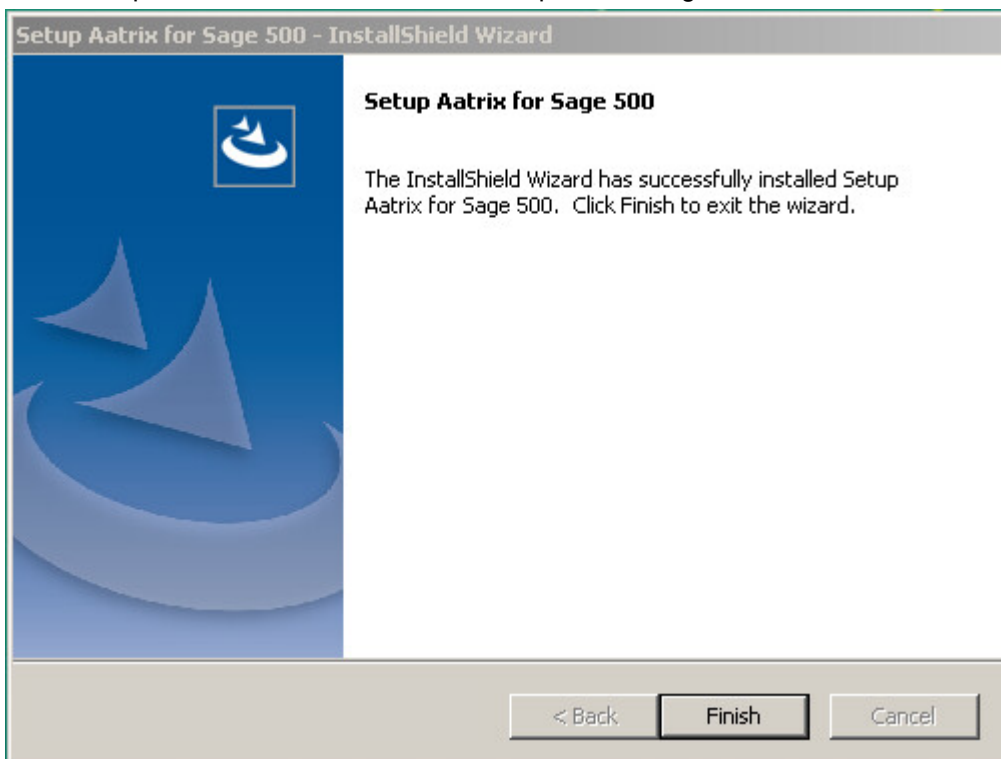 Setup Aatrix for Sage 500 - InstallShield Wizard
Setup Aatrix for Sage 500
The InstallShield Wizard has successfully installed Setup
Aatrix for Sage 500. Click Finish to exit the wizard.
< Back
Finish
Cancel